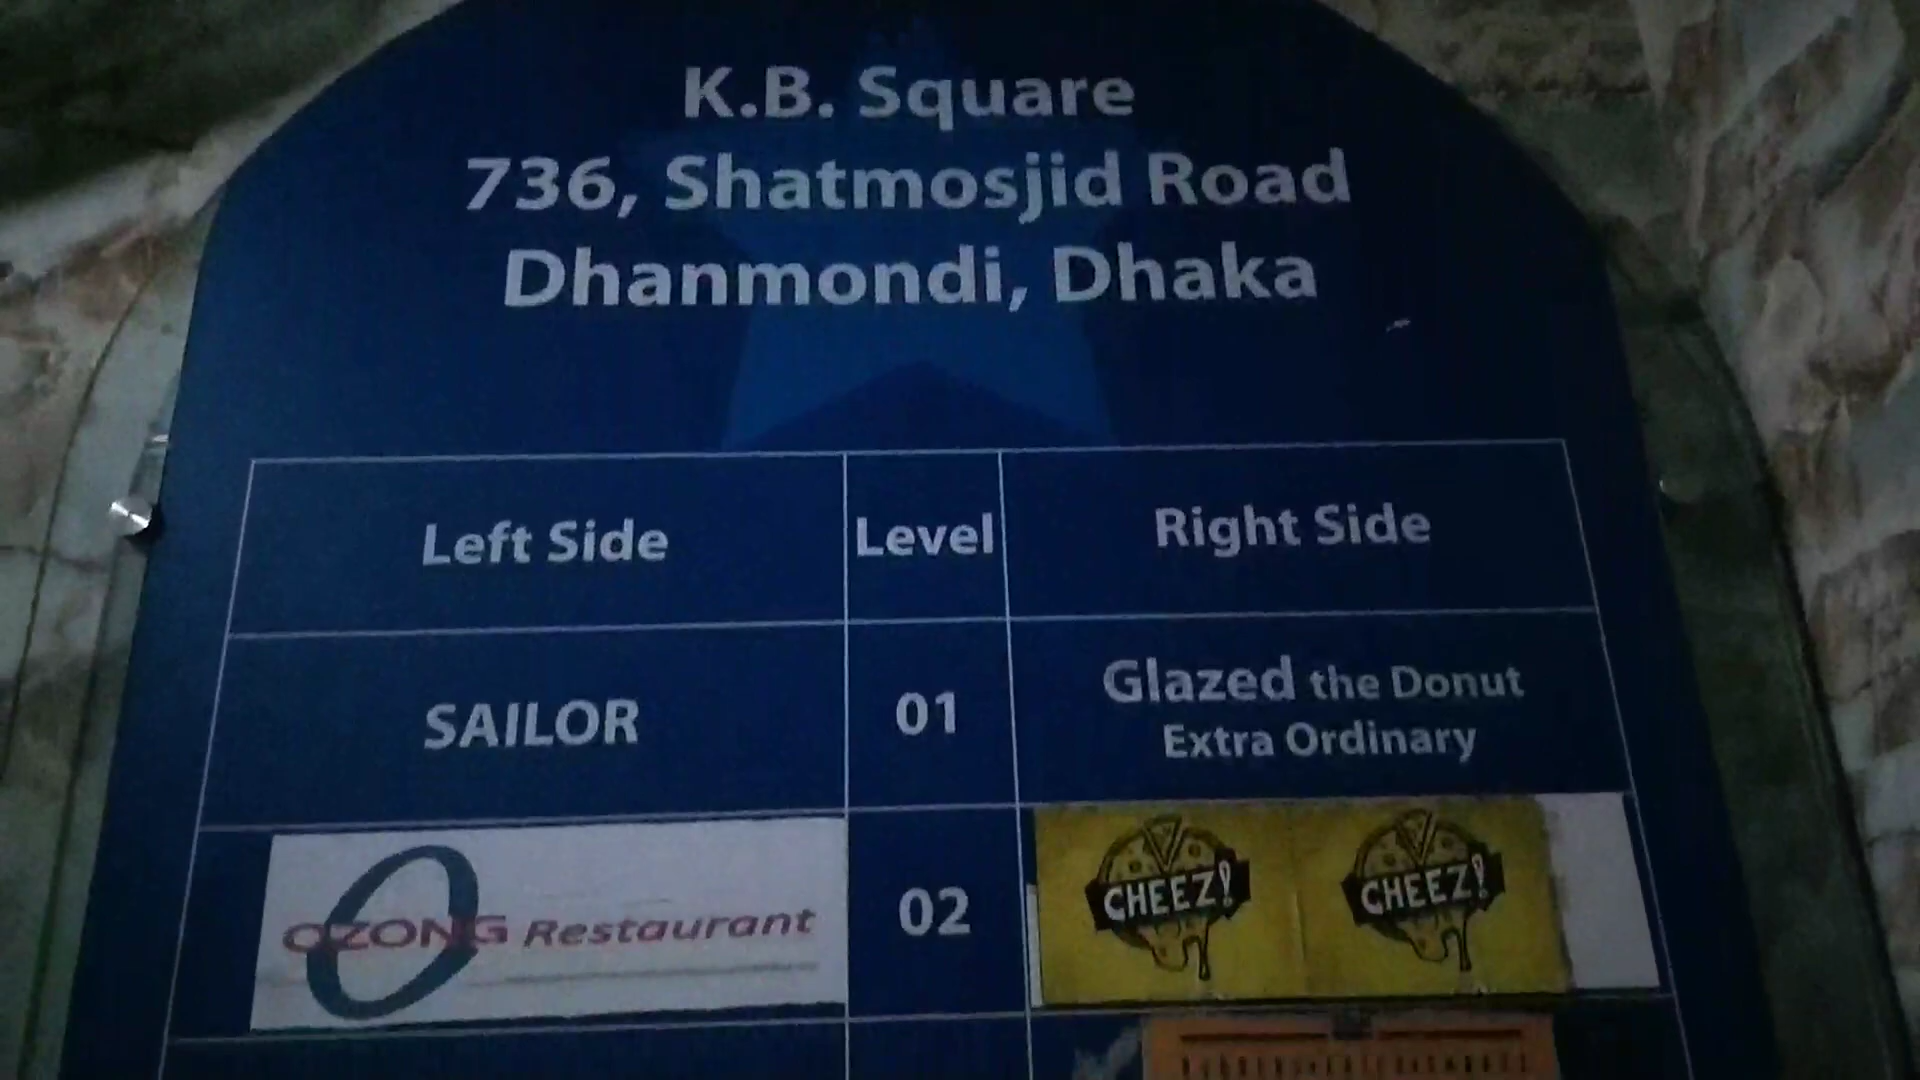 K.B. Square
736, Shatmosjid Road
Dhanmondi, Dhaka
Left Side
Level
Right Side
SAILOR
01
Glazed the Donut
Extra Ordinary
OZONG Restaurant
02
CHEEZ!
CHEEZ!